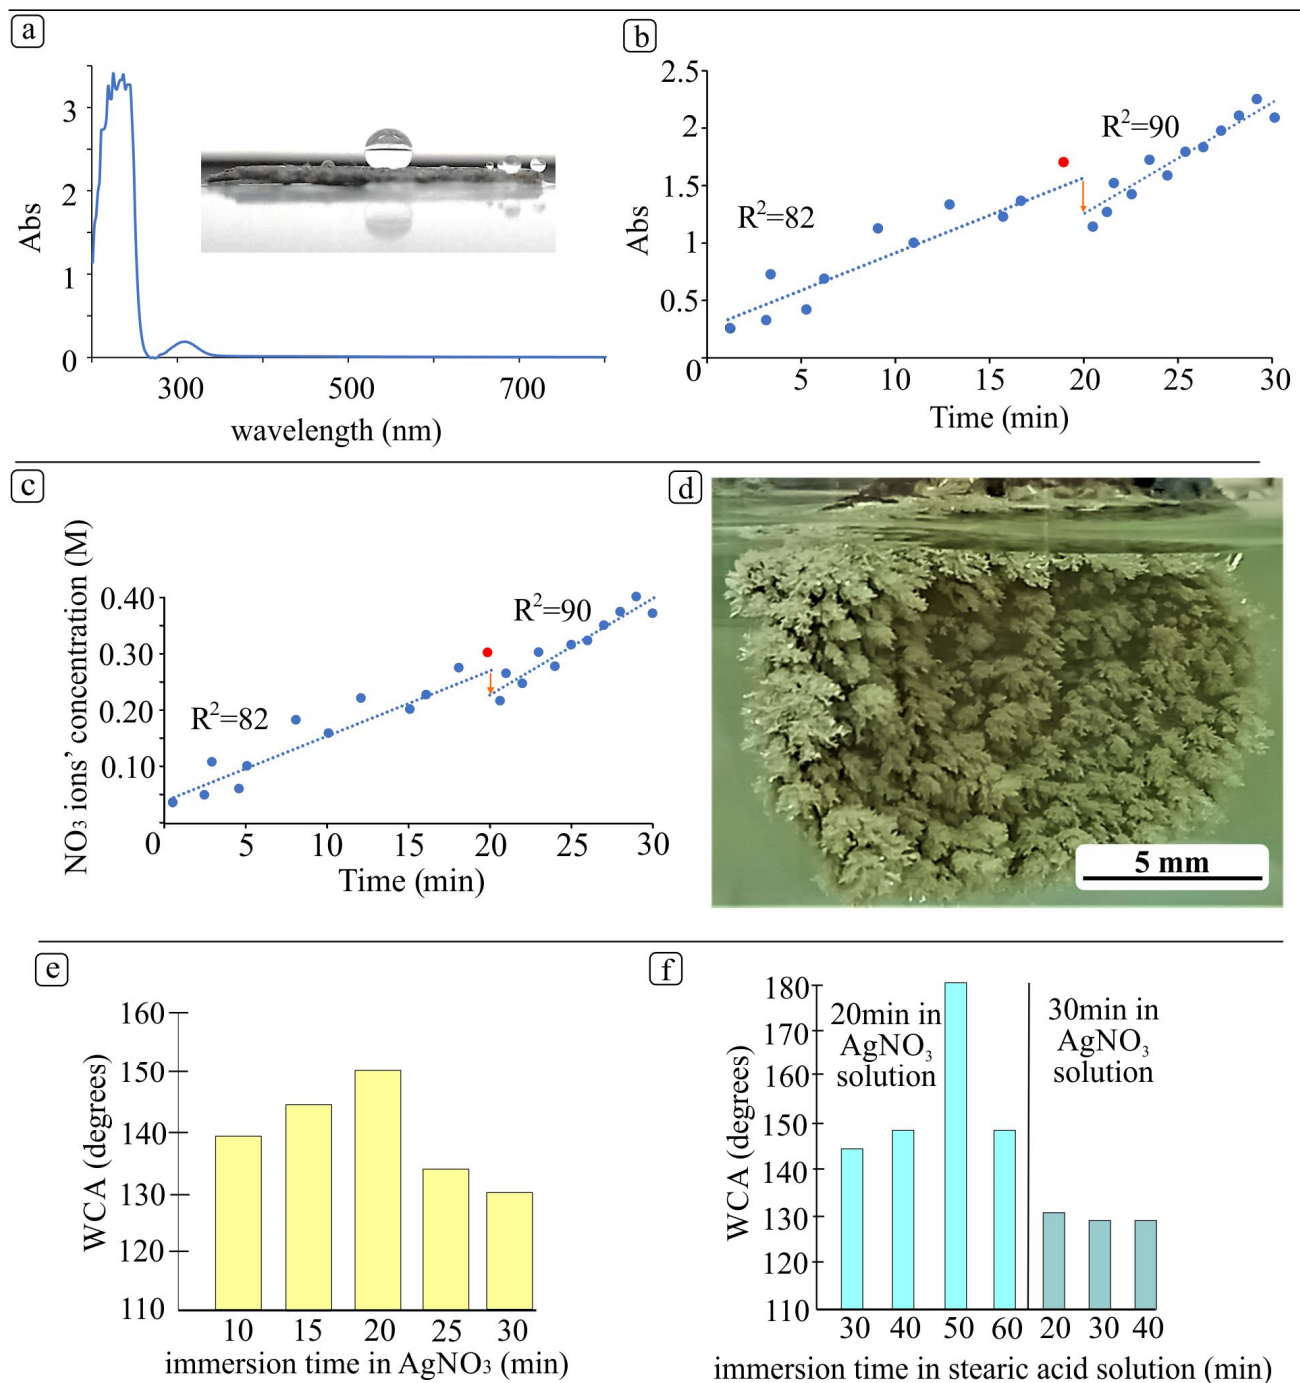 a
3
2
1
0
Abs
300
500
700
wavelength (nm)
b
2.5
2
1.5
1
0.5
0
Abs
R²=82
R²=90
5
10
15
20
25
30
Time (min)
c
NO₃ ions' concentration (M)
0.40
0.30
0.20
0.10
0
R²=82
R²=90
5
10
15
20
25
30
Time (min)
d
5 mm
e
WCA (degrees)
160
150
140
130
120
110
10
15
20
25
30
immersion time in AgNO₃ (min)
f
WCA (degrees)
180
170
160
150
140
130
120
110
20min in
AgNO₃
solution
30min in
AgNO₃
solution
30
40
50
60
20
30
40
immersion time in stearic acid solution (min)